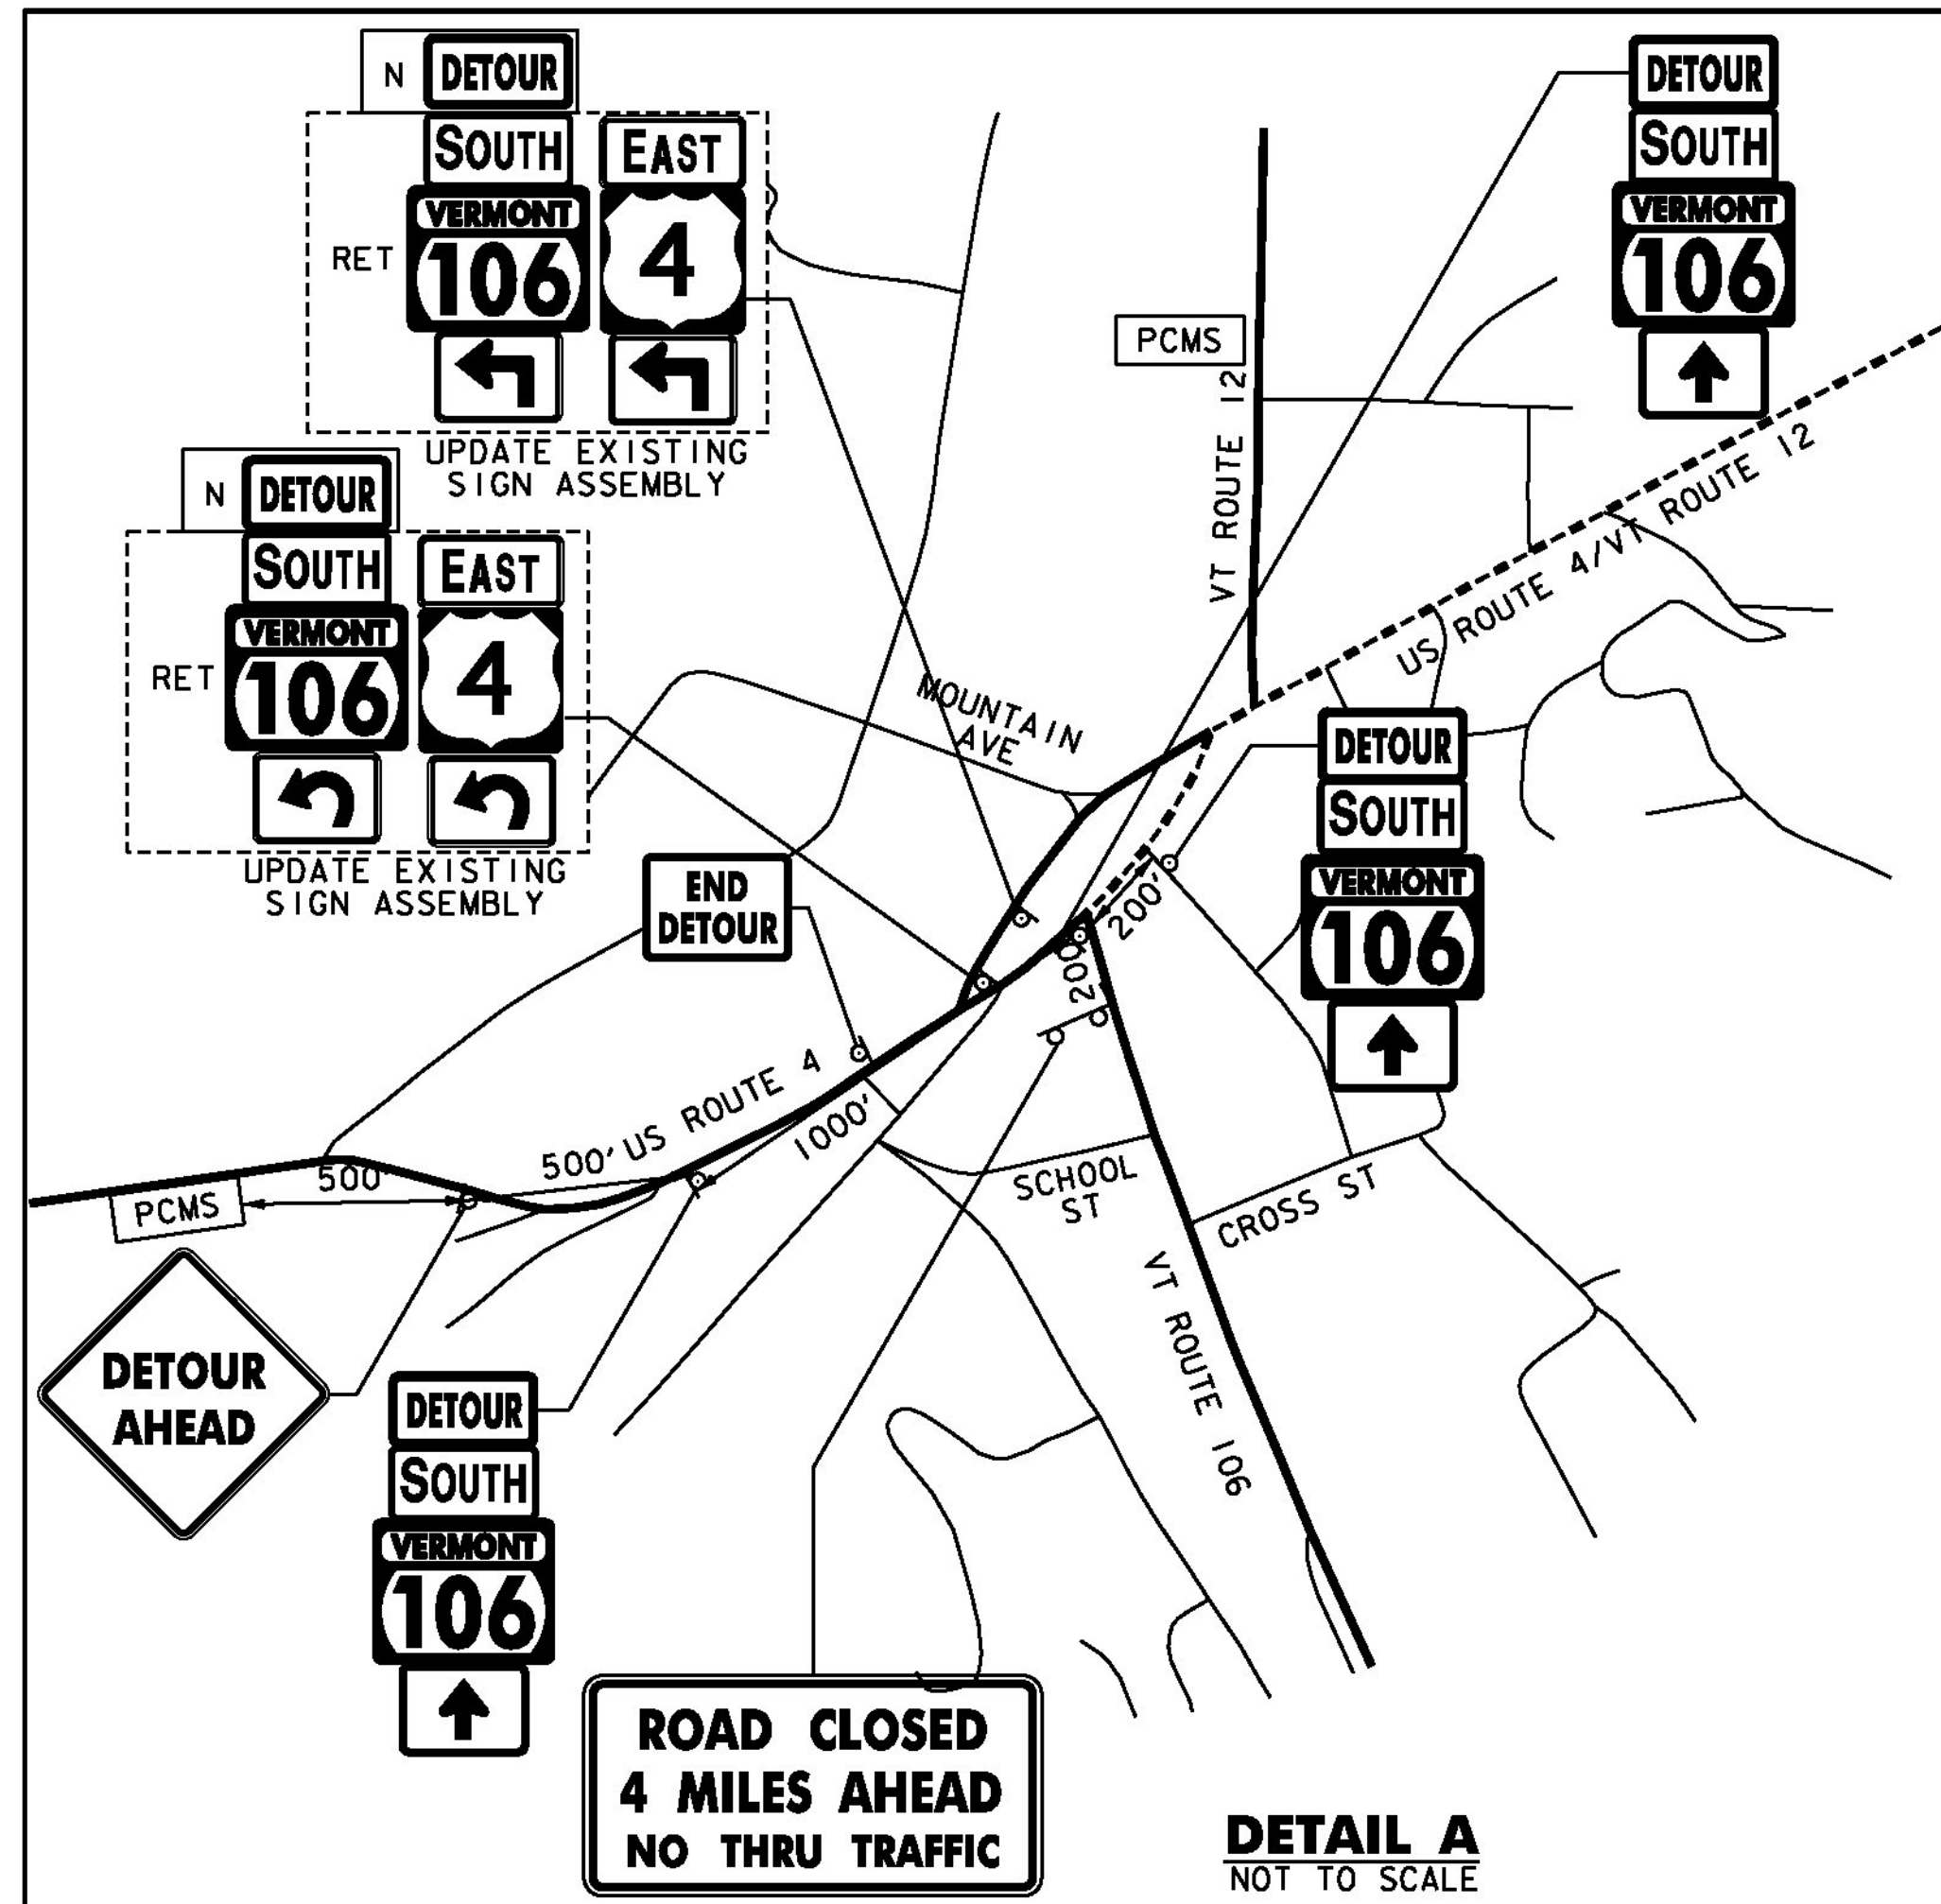 N
DETOUR
SOUTH
EAST
RET
VERMONT
106
4
UPDATE EXISTING
SIGN ASSEMBLY
N
DETOUR
SOUTH
EAST
RET
VERMONT
106
4
UPDATE EXISTING
SIGN ASSEMBLY
DETOUR
SOUTH
VERMONT
106
PCMS
VT ROUTE 12
US ROUTE 4/VT ROUTE 12
MOUNTAIN
AVE
DETOUR
SOUTH
VERMONT
106
END
DETOUR
200'
200'
500' US ROUTE 4
1000'
500'
PCMS
SCHOOL
ST
CROSS ST
VT ROUTE 106
DETOUR
AHEAD
DETOUR
SOUTH
VERMONT
106
ROAD CLOSED
4 MILES AHEAD
NO THRU TRAFFIC
DETAIL A
NOT TO SCALE